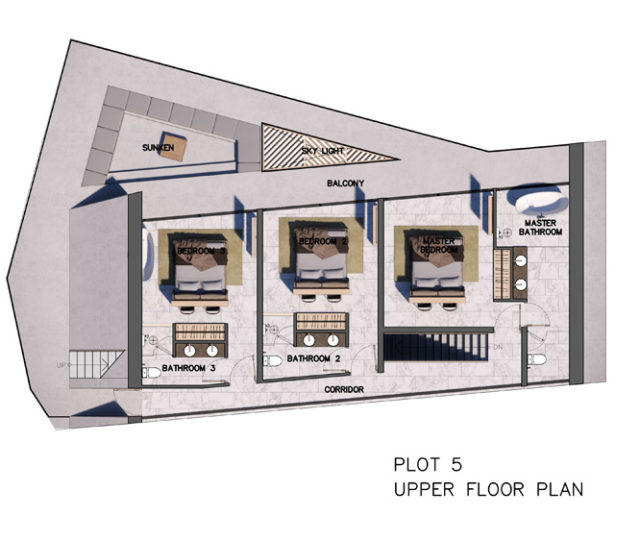 SUNKEN
SKY LIGHT
BALCONY
MASTER
BATHROOM
BEDROOM 3
BEDROOM 2
MASTER
BEDROOM
UP
DN
BATHROOM 3
BATHROOM 2
CORRIDOR
PLOT 5
UPPER FLOOR PLAN